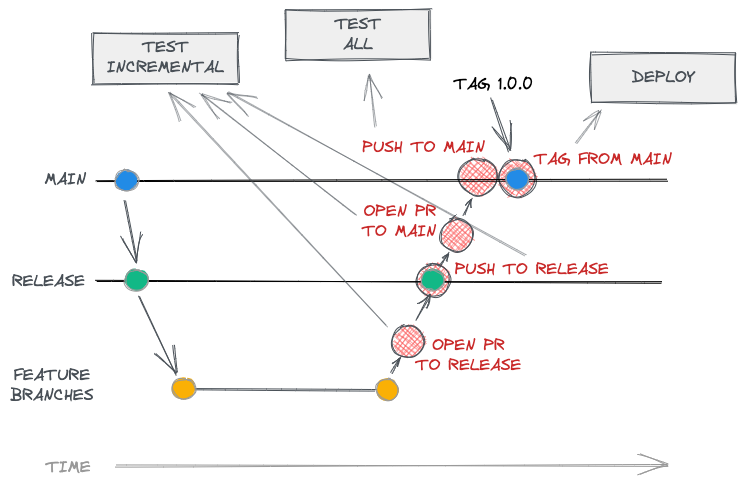 TEST
INCREMENTAL
TEST
ALL
DEPLOY
TAG 1.0.0
PUSH TO MAIN
TAG FROM MAIN
MAIN
OPEN PR
TO MAIN
PUSH TO RELEASE
RELEASE
OPEN PR
TO RELEASE
FEATURE
BRANCHES
TIME